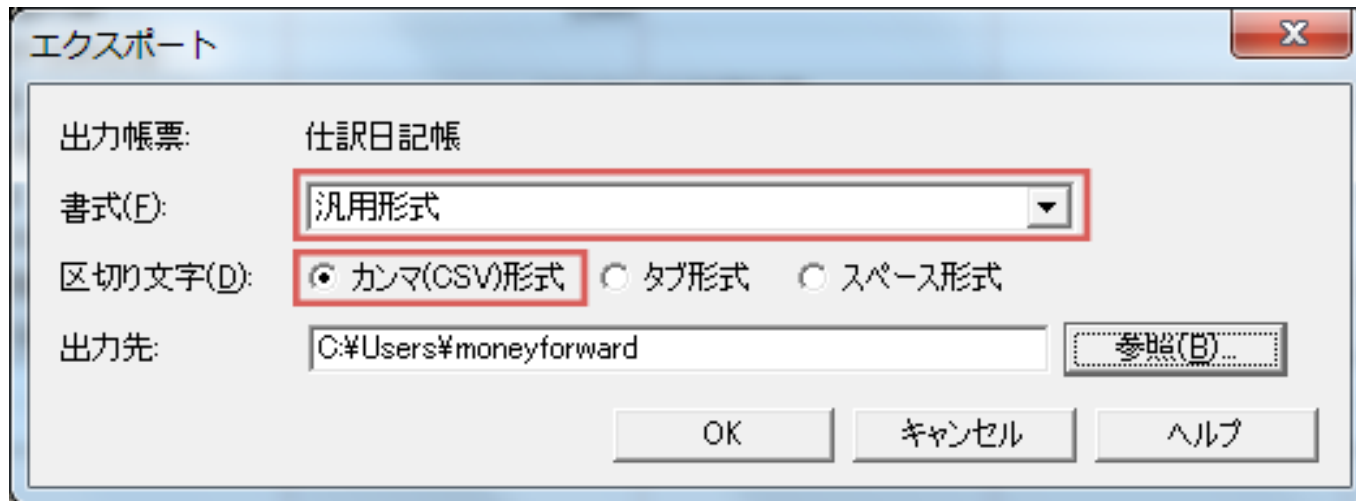 エクスポート
出力帳票: 仕訳日記帳
書式(F): 汎用形式
区切り文字(D): カンマ(CSV)形式 タブ形式 スペース形式
出力先: C:¥Users¥moneyforward 参照(B)...
OK キャンセル ヘルプ